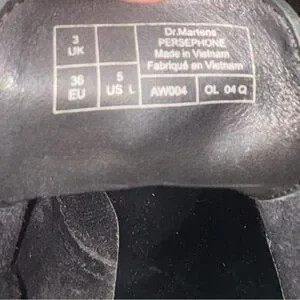 3
UK
36
EU
5
US L
Dr.Martens
PERSEPHONE
Made in Vietnam
Fabriqué en Vietnam
AW004
OL 04 Q